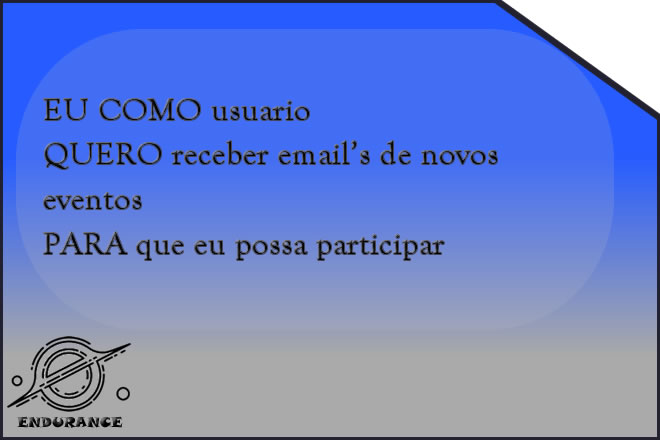 EU COMO usuario
QUERO receber email's de novos
eventos
PARA que eu possa participar
ENDURANCE